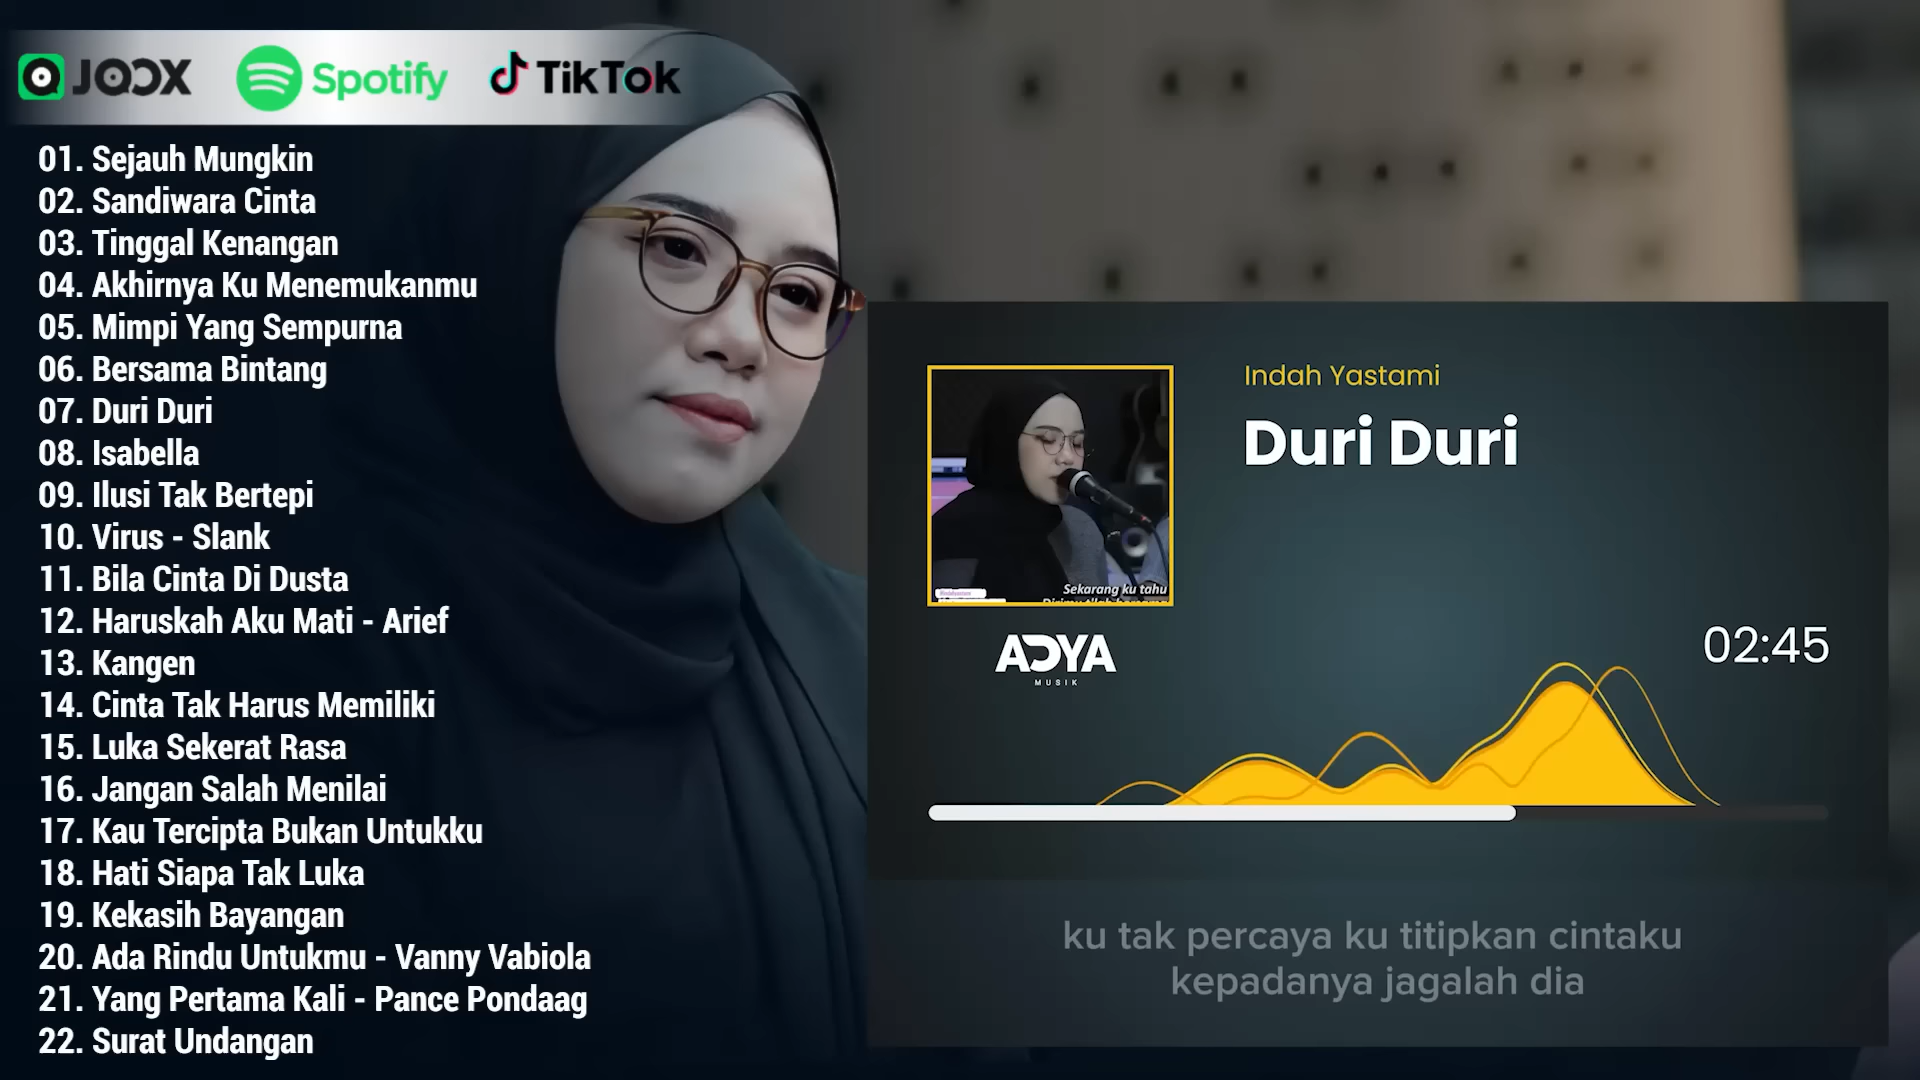 JOOX Spotify TikTok
01. Sejauh Mungkin
02. Sandiwara Cinta
03. Tinggal Kenangan
04. Akhirnya Ku Menemukanmu
05. Mimpi Yang Sempurna
06. Bersama Bintang
07. Duri Duri
08. Isabella
09. Ilusi Tak Bertepi
10. Virus - Slank
11. Bila Cinta Di Dusta
12. Haruskah Aku Mati - Arief
13. Kangen
14. Cinta Tak Harus Memiliki
15. Luka Sekerat Rasa
16. Jangan Salah Menilai
17. Kau Tercipta Bukan Untukku
18. Hati Siapa Tak Luka
19. Kekasih Bayangan
20. Ada Rindu Untukmu - Vanny Vabiola
21. Yang Pertama Kali - Pance Pondaag
22. Surat Undangan
Indah Yastami
Duri Duri
Sekarang ku tahu
ADYA
MUSIK
02:45
ku tak percaya ku titipkan cintaku
kepadanya jagalah dia